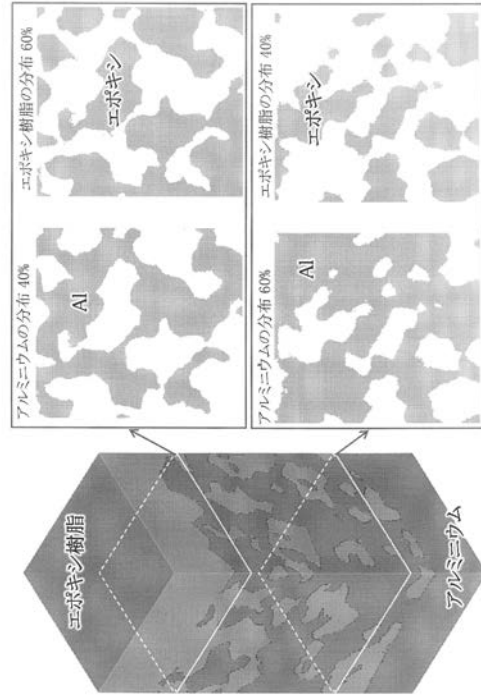 エポキシ樹脂
アルミニウム
アルミニウムの分布 40%
Al
エポキシ樹脂の分布 60%
エポキシ
アルミニウムの分布 60%
Al
エポキシ樹脂の分布 40%
エポキシ